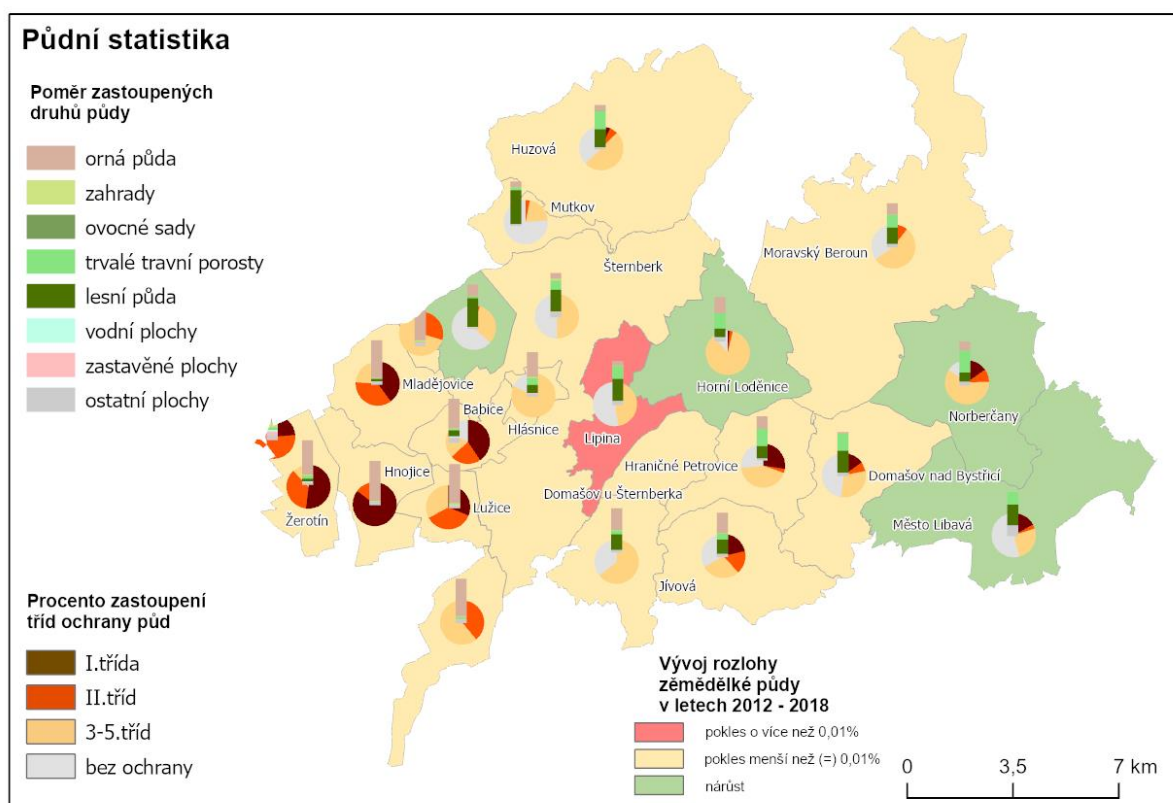 Půdní statistika
Poměr zastoupených
druhů půdy
orná půda
zahrady
ovocné sady
trvalé travní porosty
lesní půda
vodní plochy
zastavěné plochy
ostatní plochy
Huzová
Mutkov
Šternberk
Moravský Beroun
Mladějovice
Babice
Hlásnice
Lipina
Horní Loděnice
Norberčany
Hnojice
Žerotín
Lužice
Hraničné Petrovice
Domašov u Šternberka
Domašov nad Bystřicí
Město Libavá
Jívová
Procento zastoupení
tříd ochrany půd
I.třída
II.tříd
3-5.tříd
bez ochrany
Vývoj rozlohy
zěmědělké půdy
v letech 2012 - 2018
pokles o více než 0,01%
pokles menší než (=) 0,01%
nárůst
0 3,5 7 km